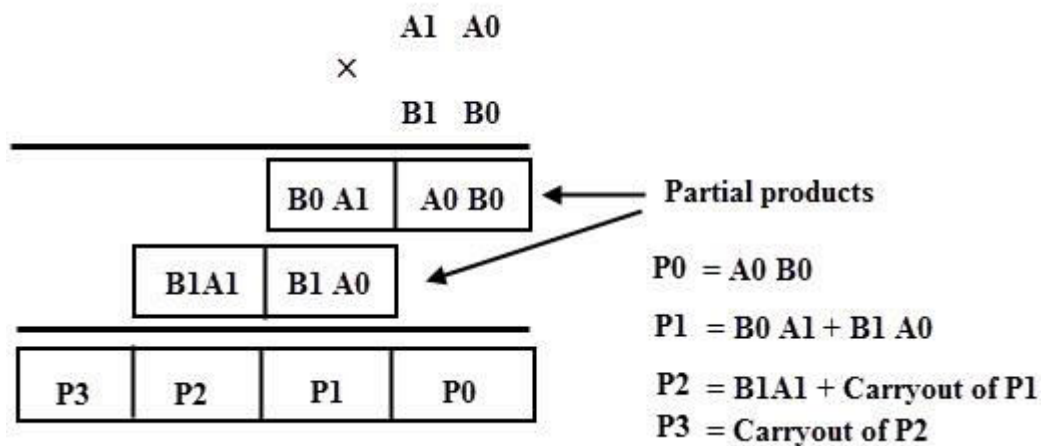 A1 A0
×
B1 B0
B0 A1 A0 B0
Partial products
B1A1 B1 A0
P0 = A0 B0
P1 = B0 A1 + B1 A0
P3 P2 P1 P0
P2 = B1A1 + Carryout of P1
P3 = Carryout of P2